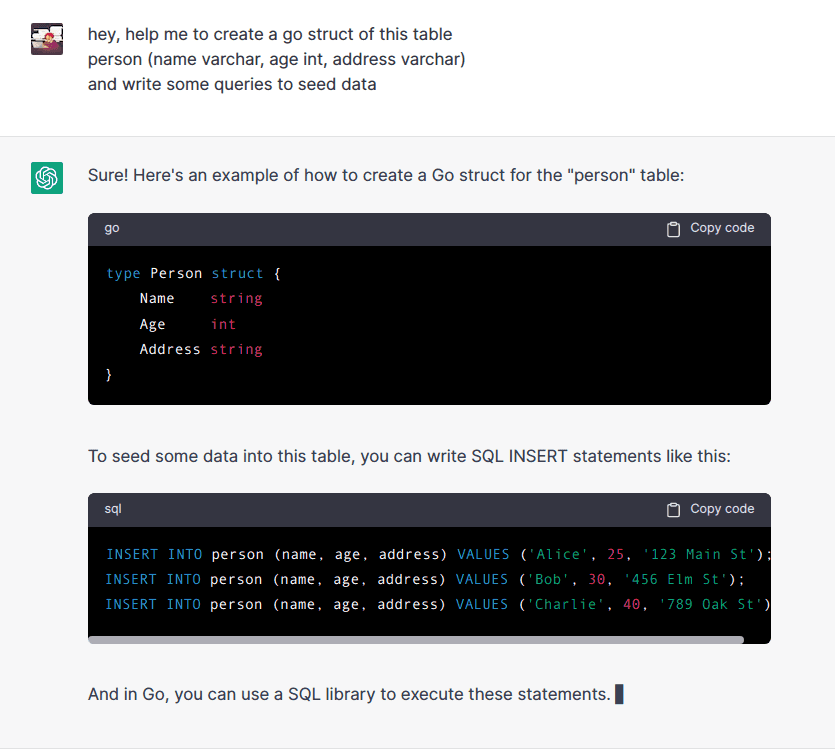 hey, help me to create a go struct of this table
person (name varchar, age int, address varchar)
and write some queries to seed data
Sure! Here's an example of how to create a Go struct for the "person" table:
go
Copy code
type Person struct {
    Name    string
    Age     int
    Address string
}
To seed some data into this table, you can write SQL INSERT statements like this:
sql
Copy code
INSERT INTO person (name, age, address) VALUES ('Alice', 25, '123 Main St');
INSERT INTO person (name, age, address) VALUES ('Bob', 30, '456 Elm St');
INSERT INTO person (name, age, address) VALUES ('Charlie', 40, '789 Oak St')
And in Go, you can use a SQL library to execute these statements.